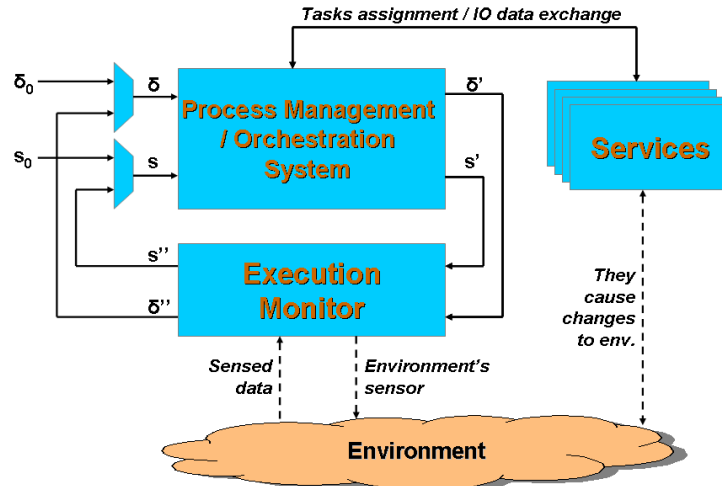 Tasks assignment / IO data exchange
δ₀
δ
δ'
Process Management
/ Orchestration
System
Services
s₀
s
s'
s''
Execution
Monitor
δ''
They
cause
changes
to env.
Sensed
data
Environment's
sensor
Environment